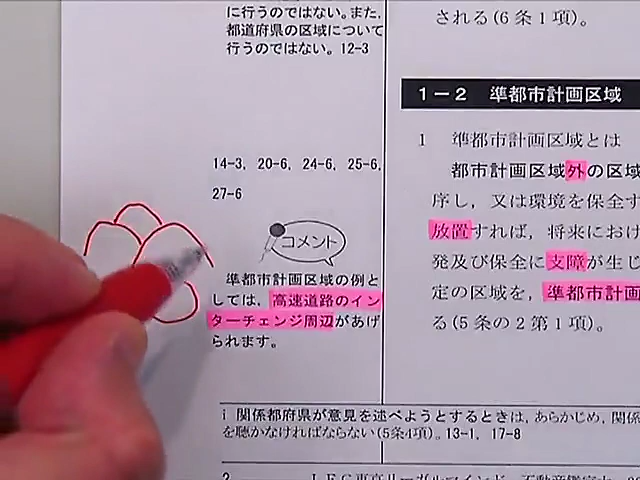 に行うのではない。また,
都道府県の区域について
行うのではない。12-3
14-3, 20-6, 24-6, 25-6,
27-6
コメント
準都市計画区域の例と
しては、高速道路のイン
ターチェンジ周辺があげ
られます。
される(6条1項)。
1-2 準都市計画区域
1 準都市計画区域とは
都市計画区域外の区域
序し,又は環境を保全す
放置すれば,将来におけ
発及び保全に支障が生じ
定の区域を,準都市計画
る(5条の2第1項)。
i 関係都府県が意見を述べようとするときは,あらかじめ,関係
を聴かなければならない(5条4項)。13-1, 17-8
2